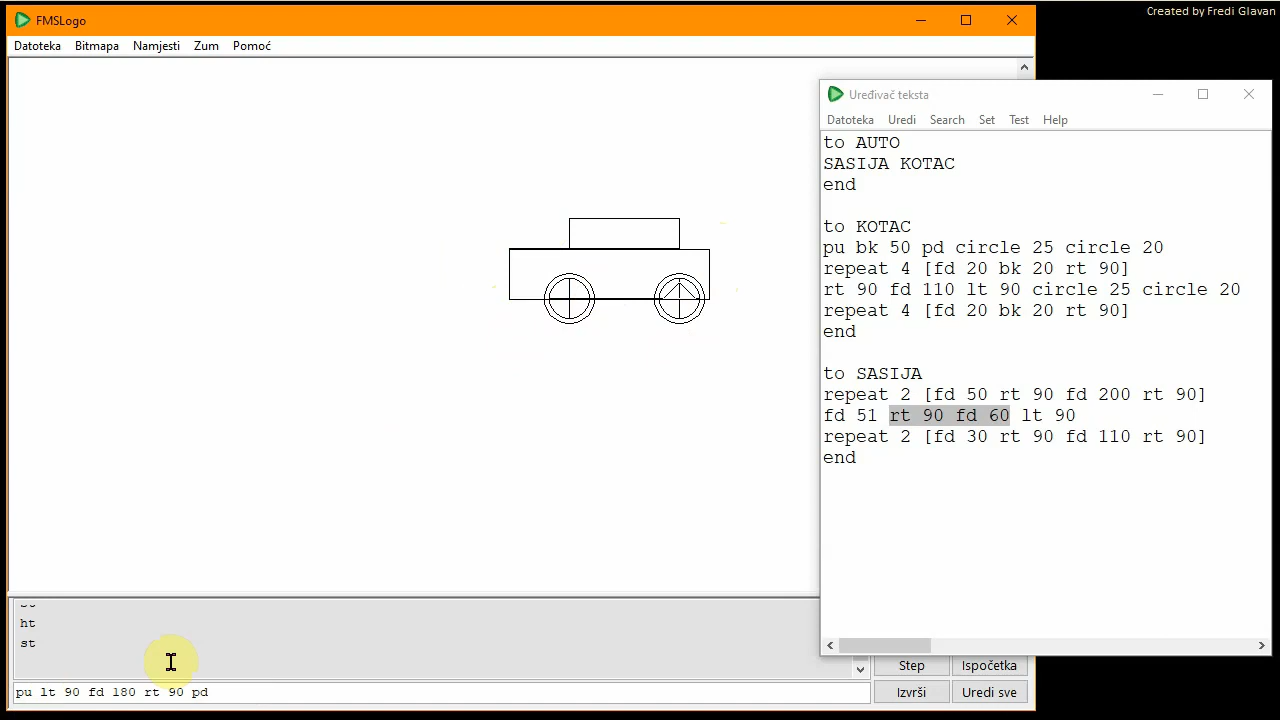 Created by Fredi Glavan
FMSLogo
Datoteka Bitmapa Namjesti Zum Pomoć
Uređivač teksta
Datoteka Uredi Search Set Test Help
to AUTO
SASIJA KOTAC
end
to KOTAC
pu bk 50 pd circle 25 circle 20
repeat 4 [fd 20 bk 20 rt 90]
rt 90 fd 110 lt 90 circle 25 circle 20
repeat 4 [fd 20 bk 20 rt 90]
end
to SASIJA
repeat 2 [fd 50 rt 90 fd 200 rt 90]
fd 51 rt 90 fd 60 lt 90
repeat 2 [fd 30 rt 90 fd 110 rt 90]
end
ht
st
Step Ispočetka
pu lt 90 fd 180 rt 90 pd
Izvrši Uredi sve